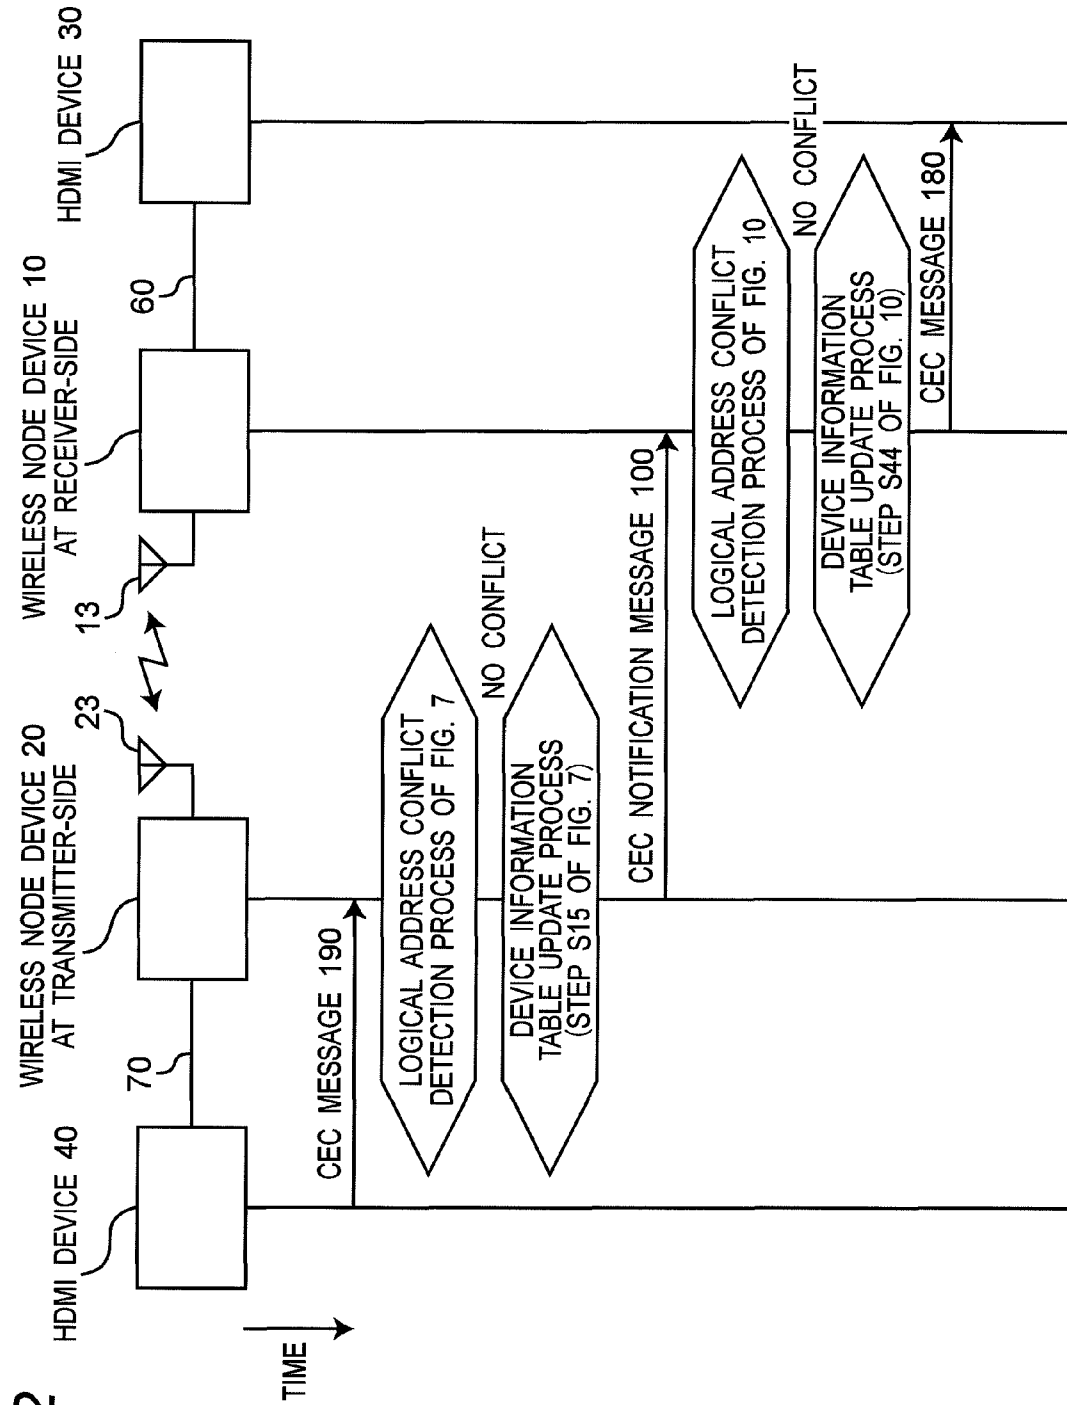 HDMI DEVICE 40
WIRELESS NODE DEVICE 20
AT TRANSMITTER-SIDE
WIRELESS NODE DEVICE 10
AT RECEIVER-SIDE
HDMI DEVICE 30
70
23
13
60
TIME
CEC MESSAGE 190
LOGICAL ADDRESS CONFLICT
DETECTION PROCESS OF FIG. 7
NO CONFLICT
DEVICE INFORMATION
TABLE UPDATE PROCESS
(STEP S15 OF FIG. 7)
CEC NOTIFICATION MESSAGE 100
LOGICAL ADDRESS CONFLICT
DETECTION PROCESS OF FIG. 10
NO CONFLICT
DEVICE INFORMATION
TABLE UPDATE PROCESS
(STEP S44 OF FIG. 10)
CEC MESSAGE 180